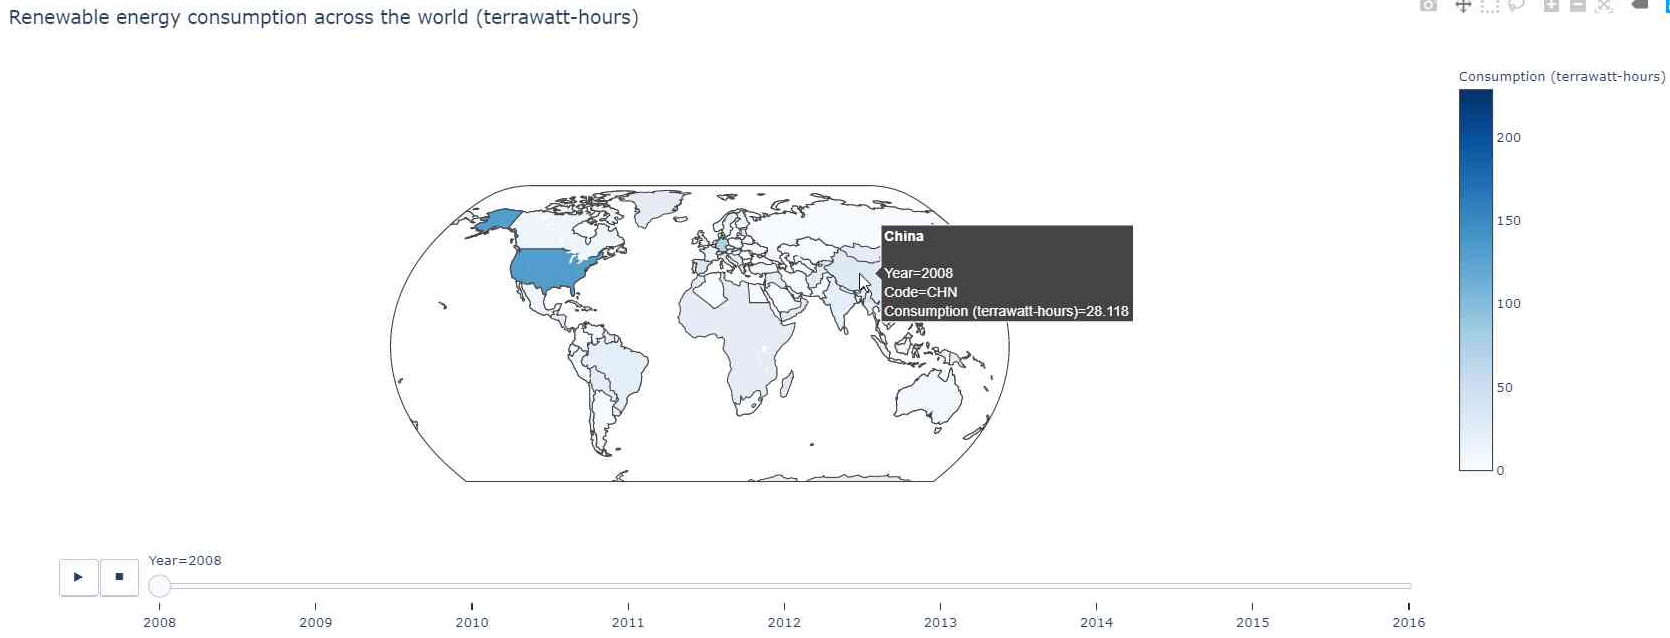 Renewable energy consumption across the world (terrawatt-hours)
Consumption (terrawatt-hours)
200
150
100
50
0
China
Year=2008
Code=CHN
Consumption (terrawatt-hours)=28.118
Year=2008
2008
2009
2010
2011
2012
2013
2014
2015
2016